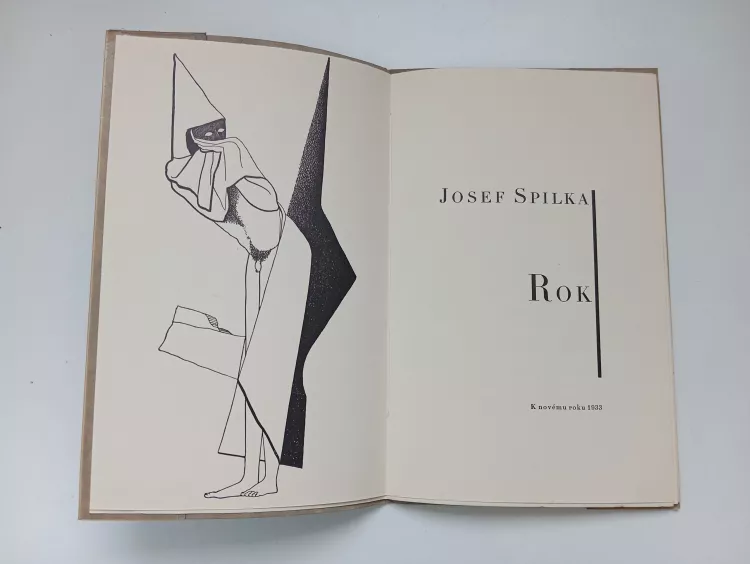 JOSEF SPILKA
ROK
K novému roku 1933